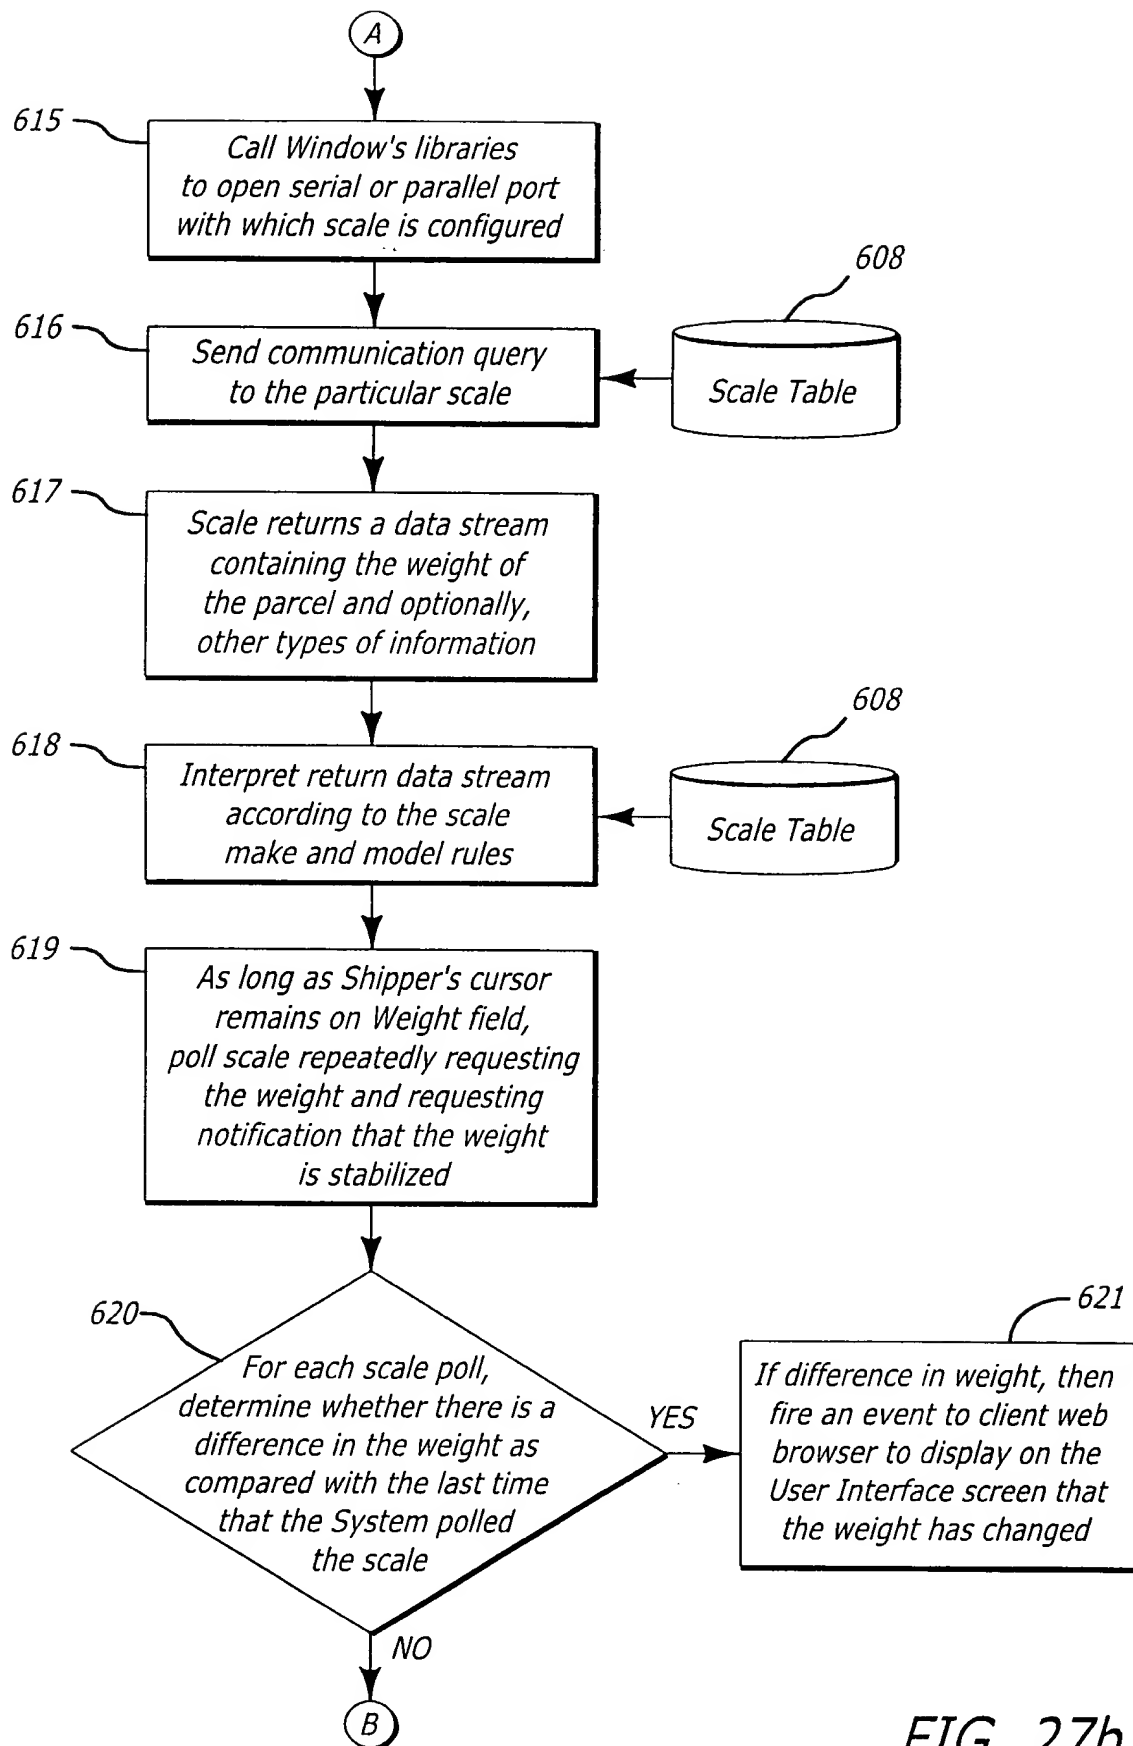 A
615
Call Window's libraries
to open serial or parallel port
with which scale is configured
608
616
Send communication query
to the particular scale
Scale Table
617
Scale returns a data stream
containing the weight of
the parcel and optionally,
other types of information
608
618
Interpret return data stream
according to the scale
make and model rules
Scale Table
619
As long as Shipper's cursor
remains on Weight field,
poll scale repeatedly requesting
the weight and requesting
notification that the weight
is stabilized
620
For each scale poll,
determine whether there is a
difference in the weight as
compared with the last time
that the System polled
the scale
YES
621
If difference in weight, then
fire an event to client web
browser to display on the
User Interface screen that
the weight has changed
NO
B
FIG. 27b